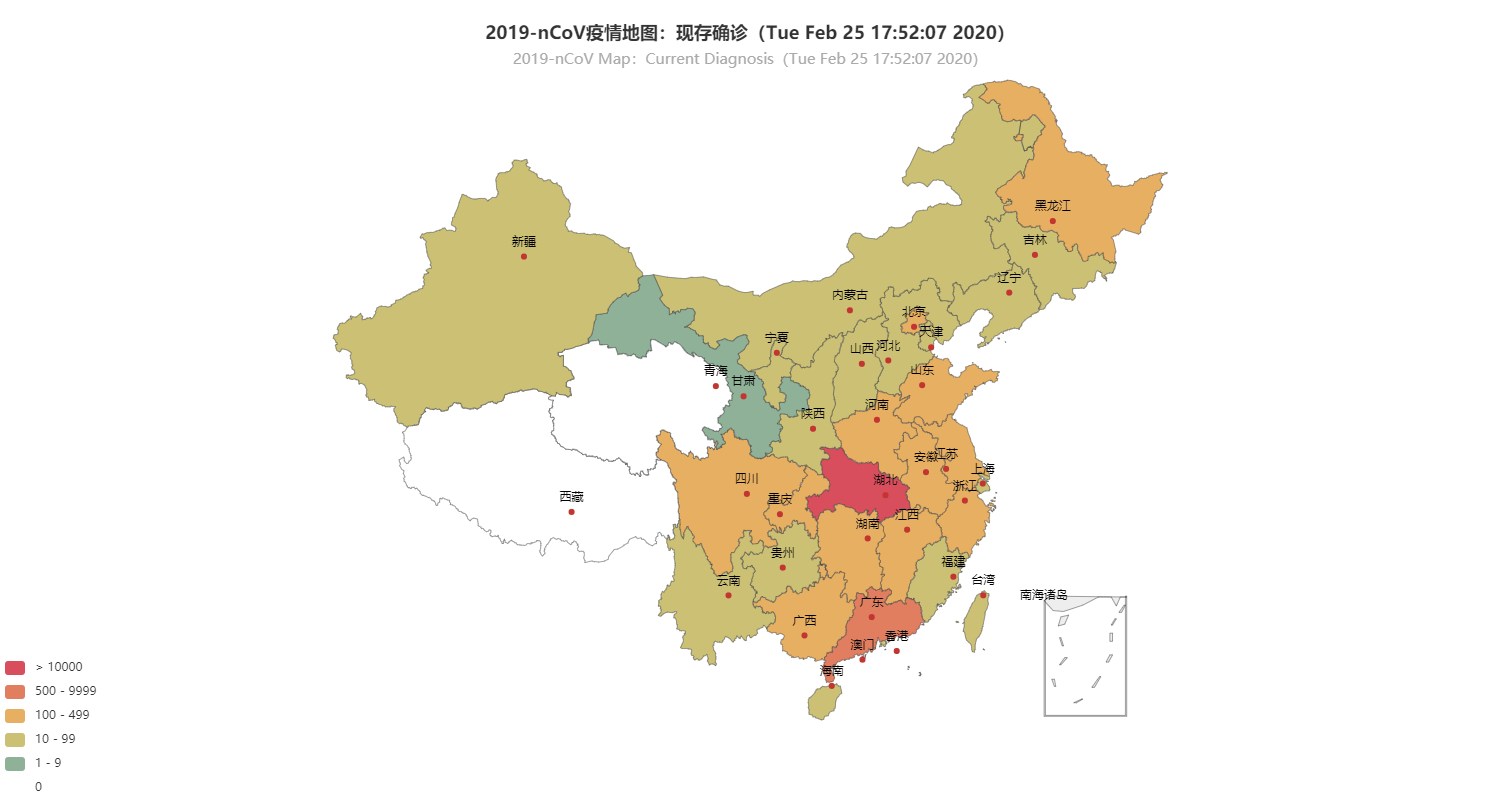 2019-nCoV疫情地图：现存确诊（Tue Feb 25 17:52:07 2020）
2019-nCoV Map：Current Diagnosis（Tue Feb 25 17:52:07 2020）
黑龙江
吉林
新疆
辽宁
内蒙古
北京
天津
宁夏
山西
河北
青海
甘肃
山东
河南
陕西
安徽
江苏
上海
四川
湖北
浙江
西藏
重庆
江西
湖南
贵州
福建
云南
台湾
南海诸岛
广东
广西
香港
澳门
海南
> 10000
500 - 9999
100 - 499
10 - 99
1 - 9
0